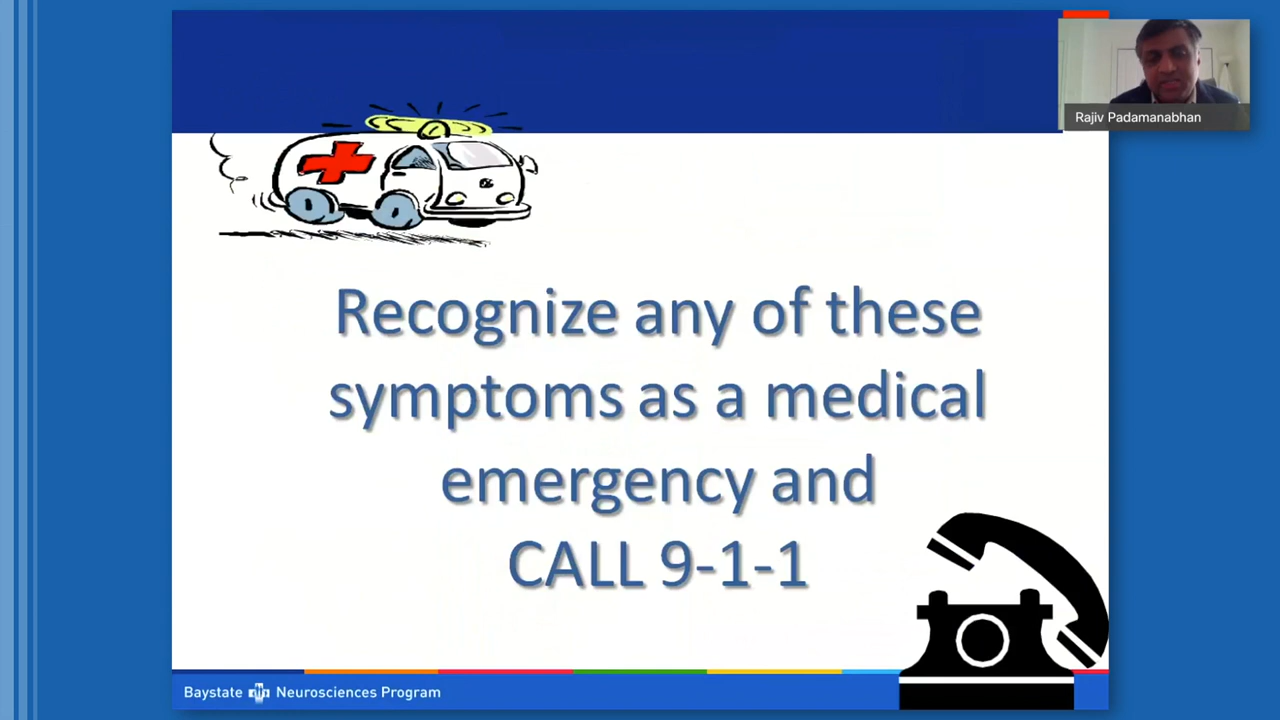 Rajiv Padamanabhan
Recognize any of these
symptoms as a medical
emergency and
CALL 9-1-1
Baystate Neurosciences Program